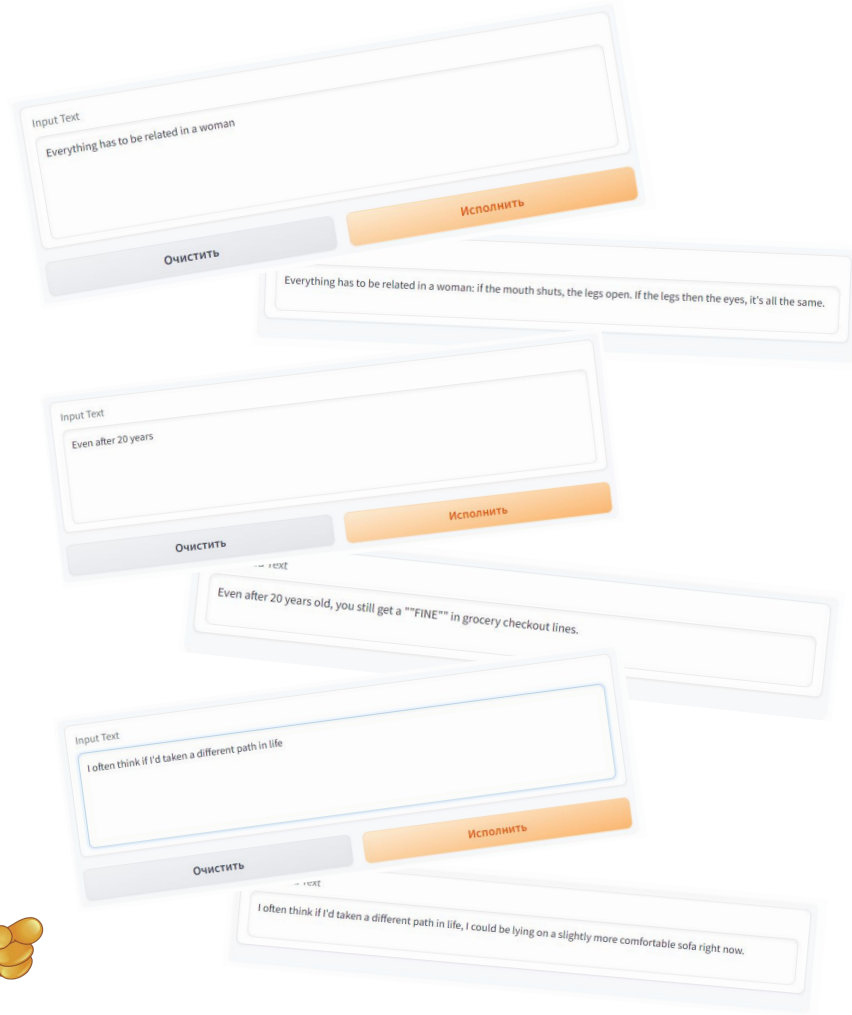 Input Text
Everything has to be related in a woman
Очистить
Исполнить
Everything has to be related in a woman: if the mouth shuts, the legs open. If the legs then the eyes, it's all the same.
Input Text
Even after 20 years
Очистить
Исполнить
Text
Even after 20 years old, you still get a ""FINE"" in grocery checkout lines.
Input Text
I often think if I'd taken a different path in life
Очистить
Исполнить
Text
I often think if I'd taken a different path in life, I could be lying on a slightly more comfortable sofa right now.